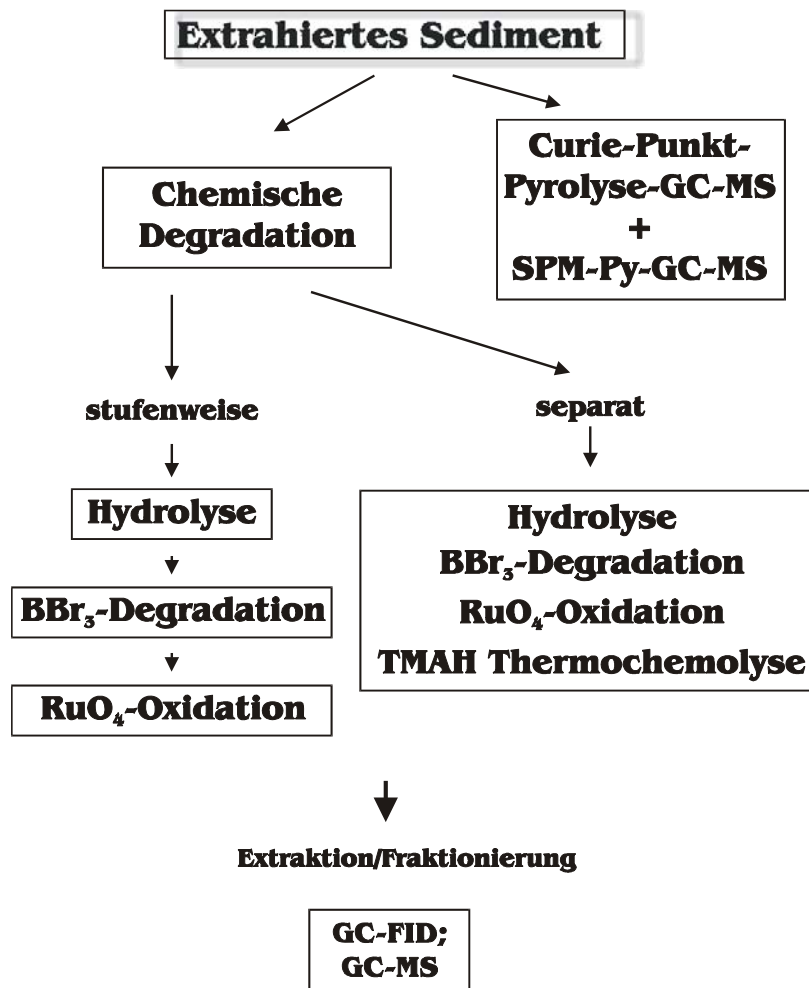 Extrahiertes Sediment
Chemische
Degradation
Curie-Punkt-
Pyrolyse-GC-MS
+
SPM-Py-GC-MS
stufenweise
separat
Hydrolyse
BBr₃-Degradation
RuO₄-Oxidation
Hydrolyse
BBr₃-Degradation
RuO₄-Oxidation
TMAH Thermochemolyse
Extraktion/Fraktionierung
GC-FID;
GC-MS